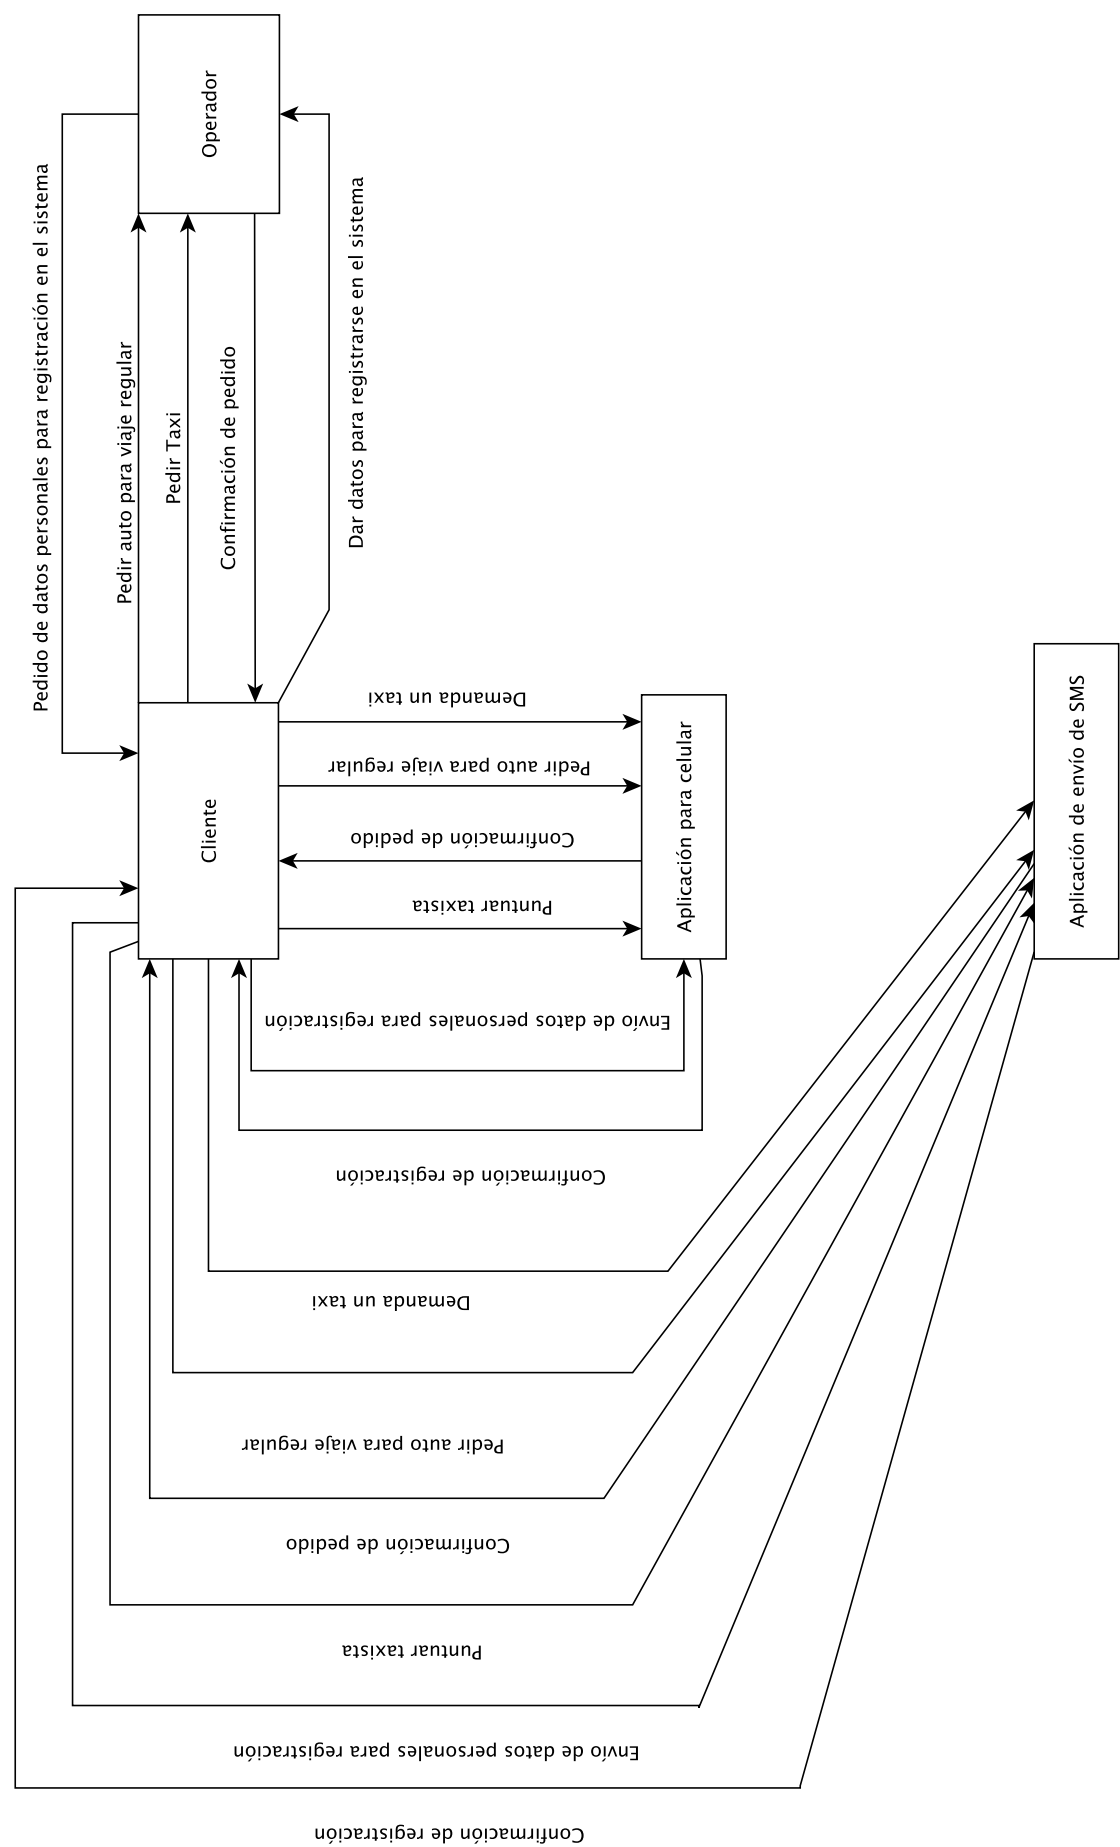 Operador
Pedido de datos personales para registración en el sistema
Pedir auto para viaje regular
Pedir Taxi
Confirmación de pedido
Dar datos para registrarse en el sistema
Cliente
Demanda un taxi
Pedir auto para viaje regular
Confirmación de pedido
Puntuar taxista
Aplicación para celular
Aplicación de envío de SMS
Envío de datos personales para registración
Confirmación de registración
Demanda un taxi
Pedir auto para viaje regular
Confirmación de pedido
Puntuar taxista
Envío de datos personales para registración
Confirmación de registración